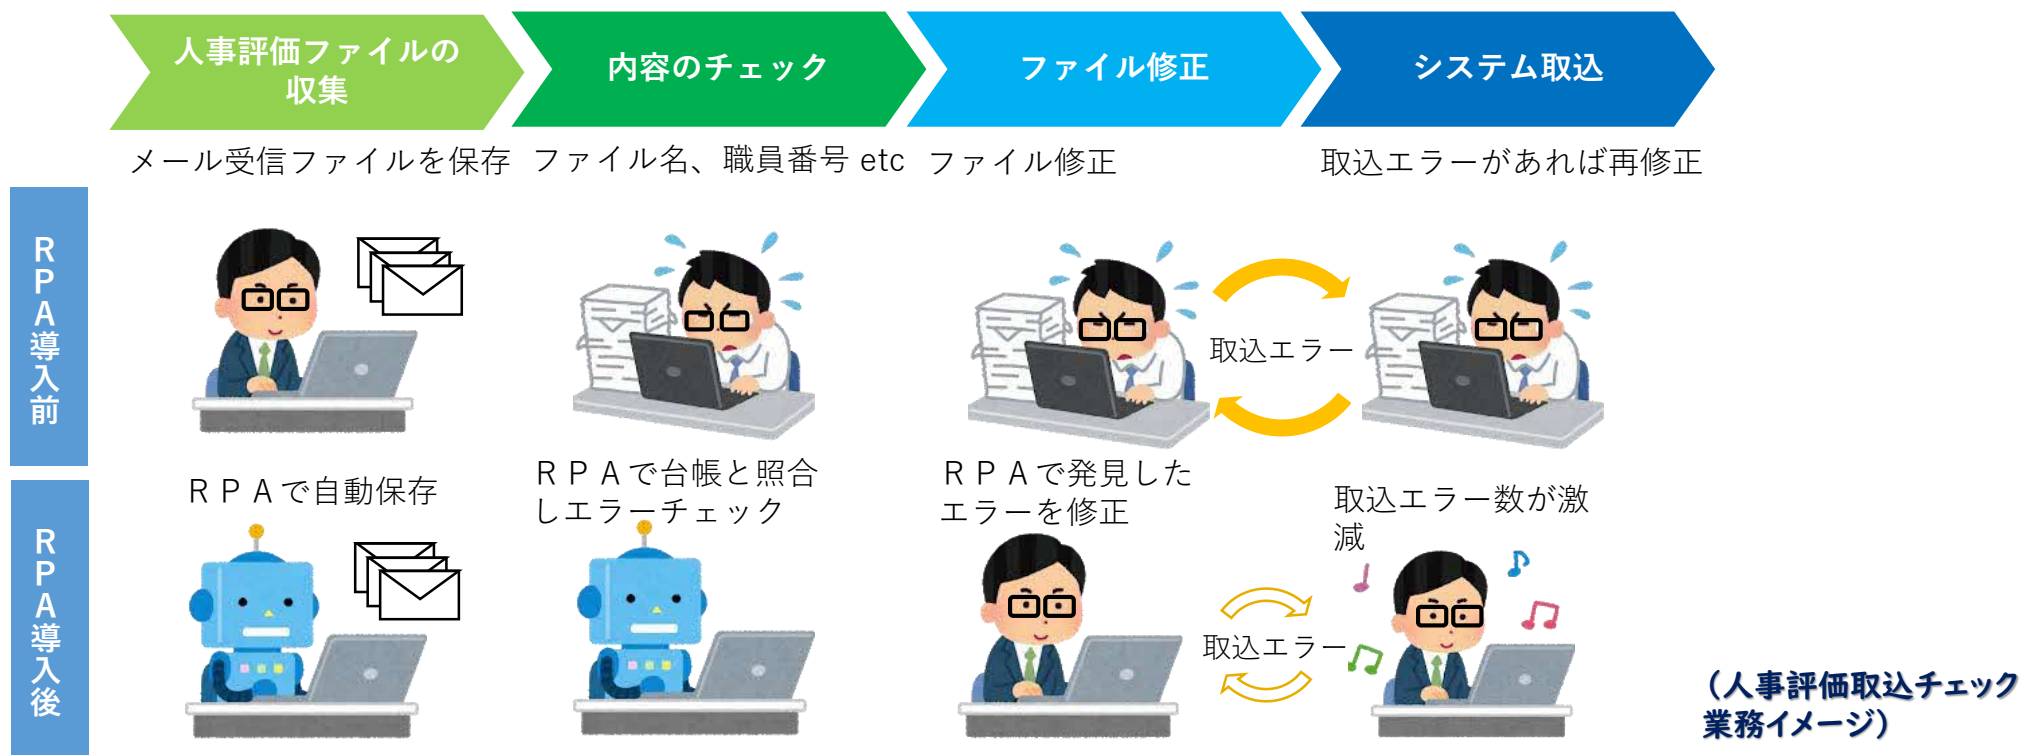 人事評価ファイルの
収集
内容のチェック
ファイル修正
システム取込
メール受信ファイルを保存
ファイル名、職員番号 etc
ファイル修正
取込エラーがあれば再修正
RPA導入前
取込エラー
RPA導入後
ＲＰＡで自動保存
ＲＰＡで台帳と照合
しエラーチェック
ＲＰＡで発見した
エラーを修正
取込エラー数が激
減
取込エラー
（人事評価取込チェック
業務イメージ）